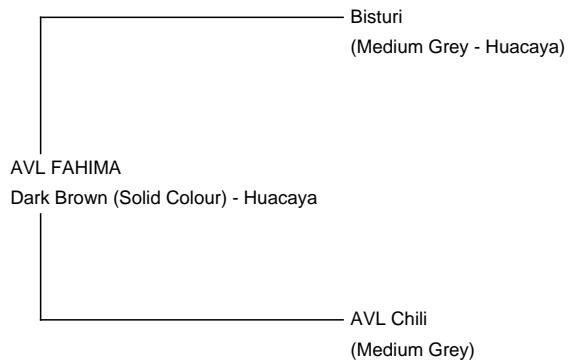 Bisturi
(Medium Grey - Huacaya)
AVL FAHIMA
Dark Brown (Solid Colour) - Huacaya
AVL Chili
(Medium Grey)